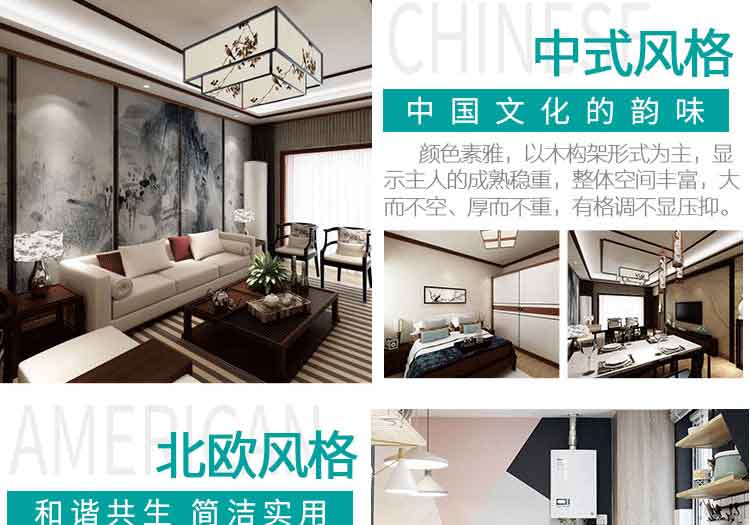 CHINESE
中式风格
中国文化的韵味
颜色素雅，以木构架形式为主，显
示主人的成熟稳重，整体空间丰富，大
而不空、厚而不重，有格调不显压抑。
AMERICAN
北欧风格
和谐共生 简洁实用